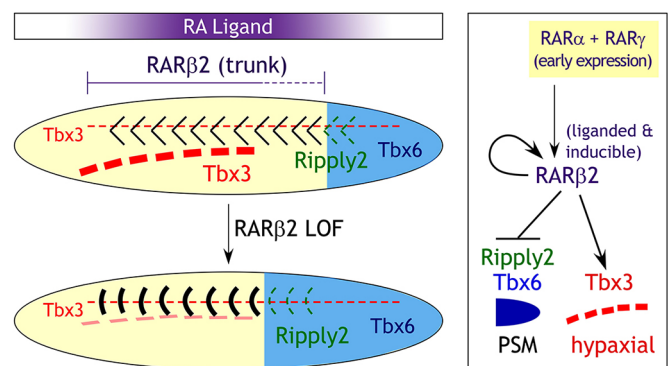 RA Ligand
RARβ2 (trunk)
Tbx3
Tbx3
Ripply2
Tbx6
RARβ2 LOF
Tbx3
Ripply2
Tbx6
RARα + RARγ
(early expression)
(liganded &
inducible)
RARβ2
Ripply2
Tbx6
PSM
Tbx3
hypaxial